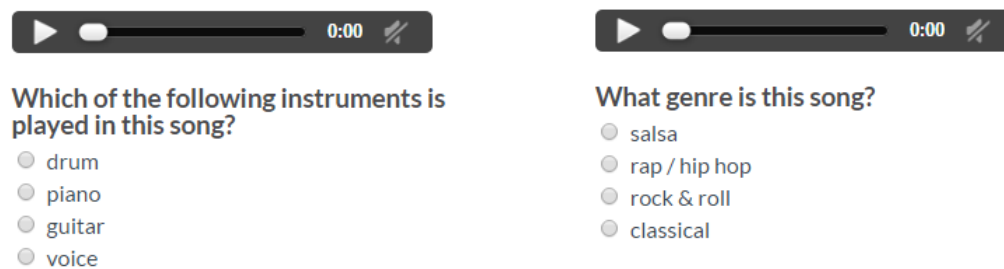 0:00
Which of the following instruments is
played in this song?
drum
piano
guitar
voice
0:00
What genre is this song?
salsa
rap / hip hop
rock & roll
classical